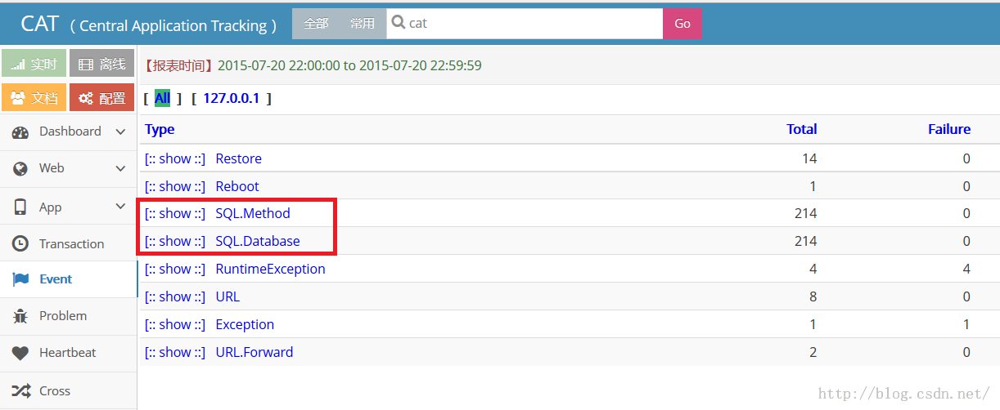 CAT ( Central Application Tracking ) 全部 常用 cat Go
实时 离线
文档 配置
Dashboard
Web
App
Transaction
Event
Problem
Heartbeat
Cross
【报表时间】2015-07-20 22:00:00 to 2015-07-20 22:59:59
[ All ] [ 127.0.0.1 ]
Type Total Failure
[:: show ::] Restore 14 0
[:: show ::] Reboot 1 0
[:: show ::] SQL.Method 214 0
[:: show ::] SQL.Database 214 0
[:: show ::] RuntimeException 4 4
[:: show ::] URL 8 0
[:: show ::] Exception 1 1
[:: show ::] URL.Forward 2 0
http://blog.csdn.net/